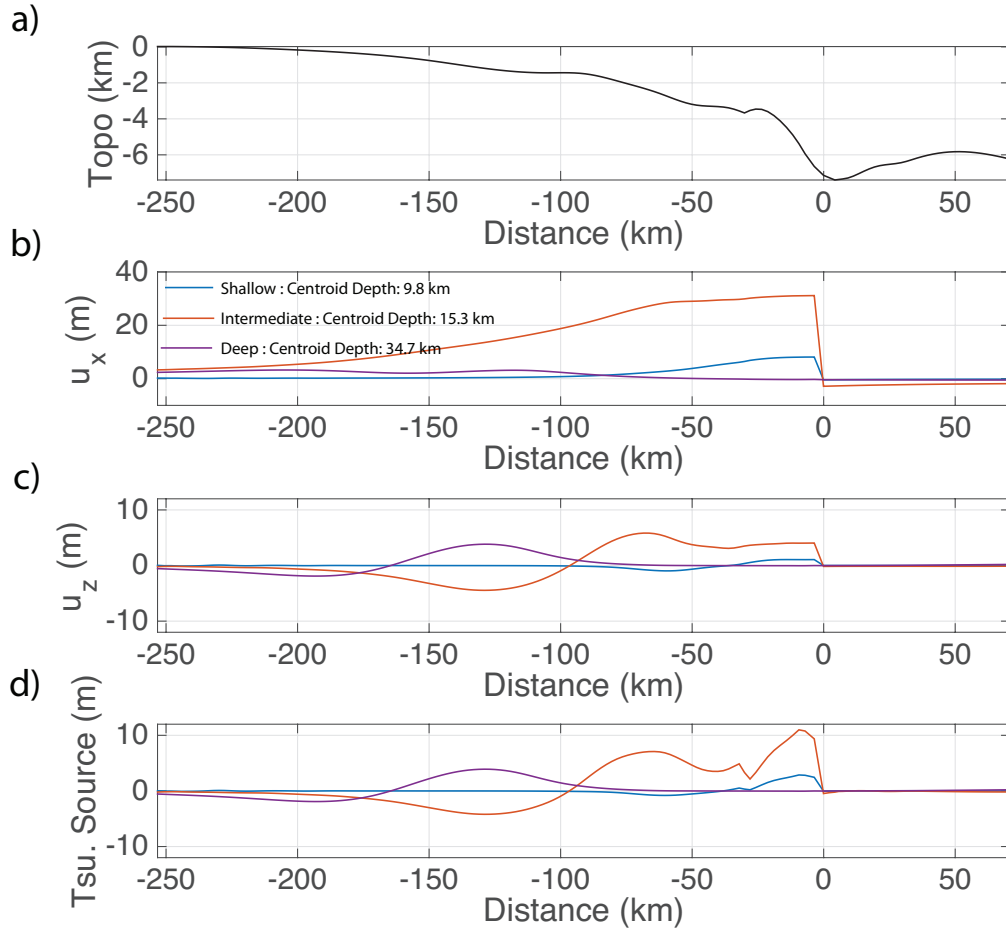 a)
Topo (km)
0
-2
-4
-6
-250 -200 -150 -100 -50 0 50
Distance (km)
b)
u_x (m)
40
20
0
Shallow : Centroid Depth: 9.8 km
Intermediate : Centroid Depth: 15.3 km
Deep : Centroid Depth: 34.7 km
-250 -200 -150 -100 -50 0 50
Distance (km)
c)
u_z (m)
10
0
-10
-250 -200 -150 -100 -50 0 50
Distance (km)
d)
Tsu. Source (m)
10
0
-10
-250 -200 -150 -100 -50 0 50
Distance (km)